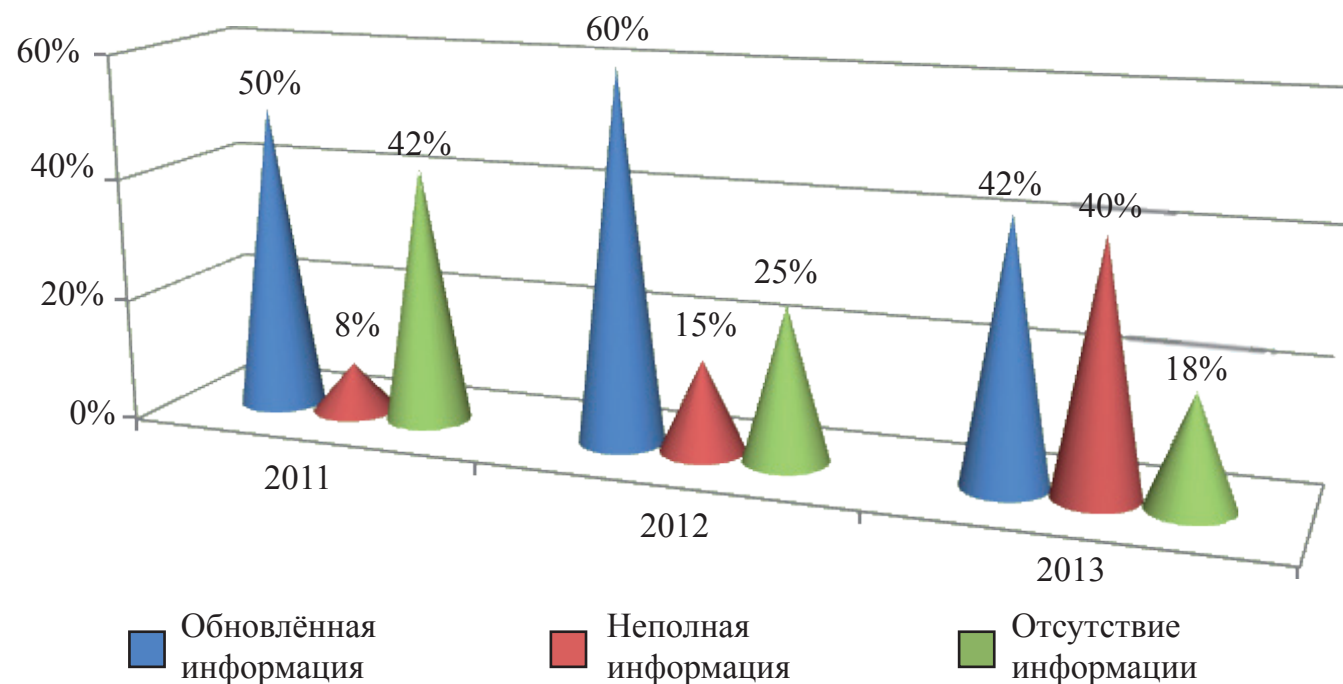 60%
40%
20%
0%
50%
8%
42%
60%
15%
25%
42%
40%
18%
2011
2012
2013
Обновлённая
информация
Неполная
информация
Отсутствие
информации